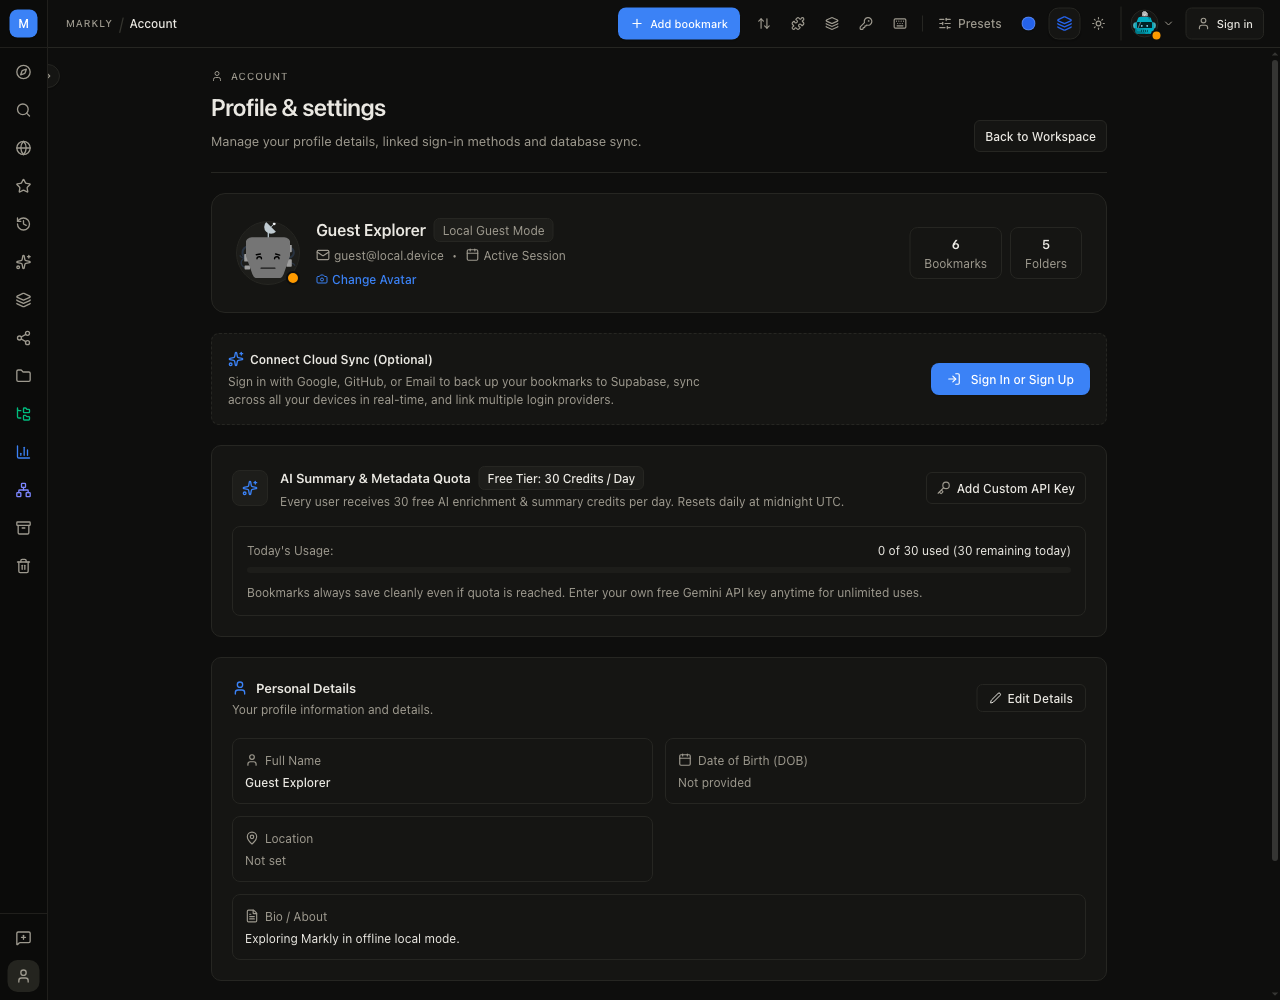 M
MARKLY / Account
Add bookmark
Presets
Sign in
ACCOUNT
Profile & settings
Manage your profile details, linked sign-in methods and database sync.
Back to Workspace
Guest Explorer
Local Guest Mode
guest@local.device • Active Session
Change Avatar
6
Bookmarks
5
Folders
Connect Cloud Sync (Optional)
Sign in with Google, GitHub, or Email to back up your bookmarks to Supabase, sync
across all your devices in real-time, and link multiple login providers.
Sign In or Sign Up
AI Summary & Metadata Quota
Free Tier: 30 Credits / Day
Every user receives 30 free AI enrichment & summary credits per day. Resets daily at midnight UTC.
Add Custom API Key
Today's Usage:
0 of 30 used (30 remaining today)
Bookmarks always save cleanly even if quota is reached. Enter your own free Gemini API key anytime for unlimited uses.
Personal Details
Your profile information and details.
Edit Details
Full Name
Guest Explorer
Date of Birth (DOB)
Not provided
Location
Not set
Bio / About
Exploring Markly in offline local mode.